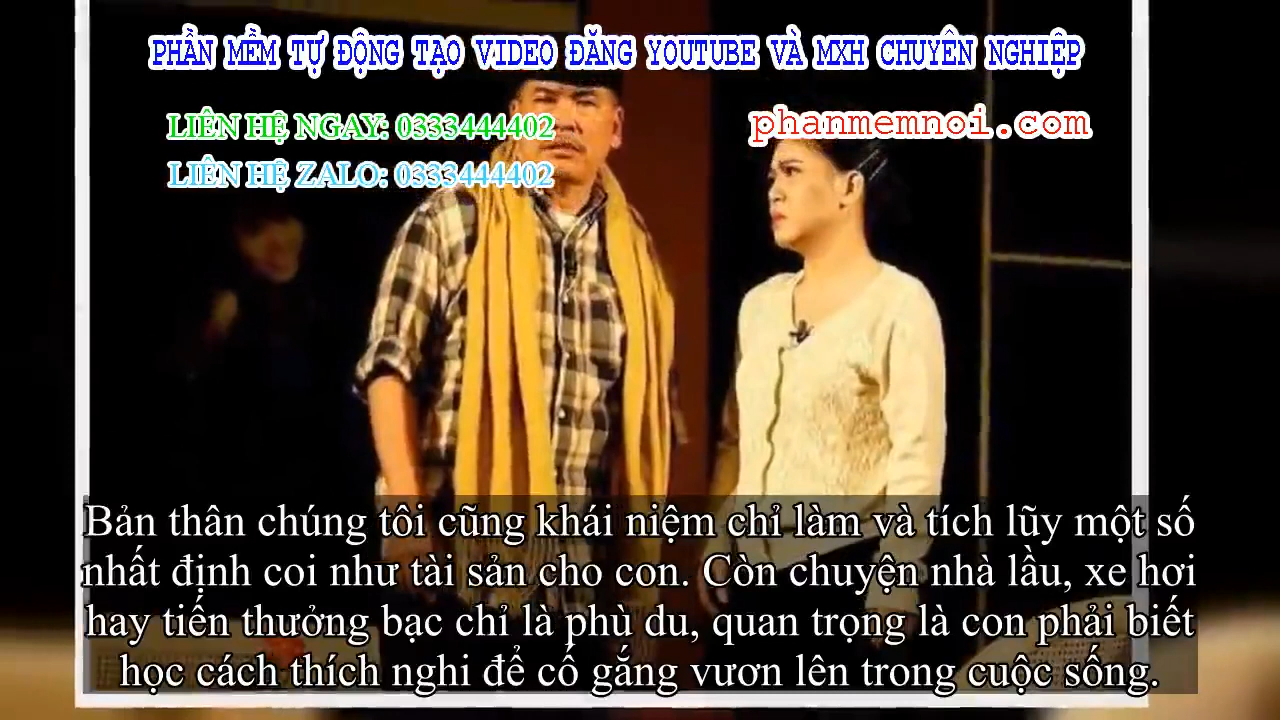 PHẦN MỀM TỰ ĐỘNG TẠO VIDEO ĐĂNG YOUTUBE VÀ MXH CHUYÊN NGHIỆP
LIÊN HỆ NGAY: 0333444402
phanmemnoi.com
LIÊN HỆ ZALO: 0333444402
Bản thân chúng tôi cũng khái niệm chỉ làm và tích lũy một số
nhất định coi như tài sản cho con. Còn chuyện nhà lầu, xe hơi
hay tiền thưởng bạc chỉ là phù du, quan trọng là con phải biết
học cách thích nghi để cố gắng vươn lên trong cuộc sống.